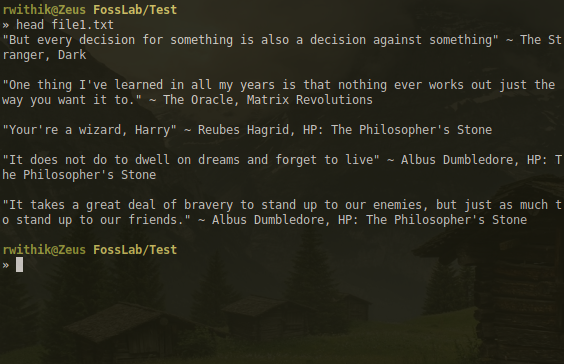 rwithik@Zeus FossLab/Test
» head file1.txt
"But every decision for something is also a decision against something" ~ The St
ranger, Dark
"One thing I've learned in all my years is that nothing ever works out just the
way you want it to." ~ The Oracle, Matrix Revolutions
"Your're a wizard, Harry" ~ Reubes Hagrid, HP: The Philosopher's Stone
"It does not do to dwell on dreams and forget to live" ~ Albus Dumbledore, HP: T
he Philosopher's Stone
"It takes a great deal of bravery to stand up to our enemies, but just as much t
o stand up to our friends." ~ Albus Dumbledore, HP: The Philosopher's Stone
rwithik@Zeus FossLab/Test
»